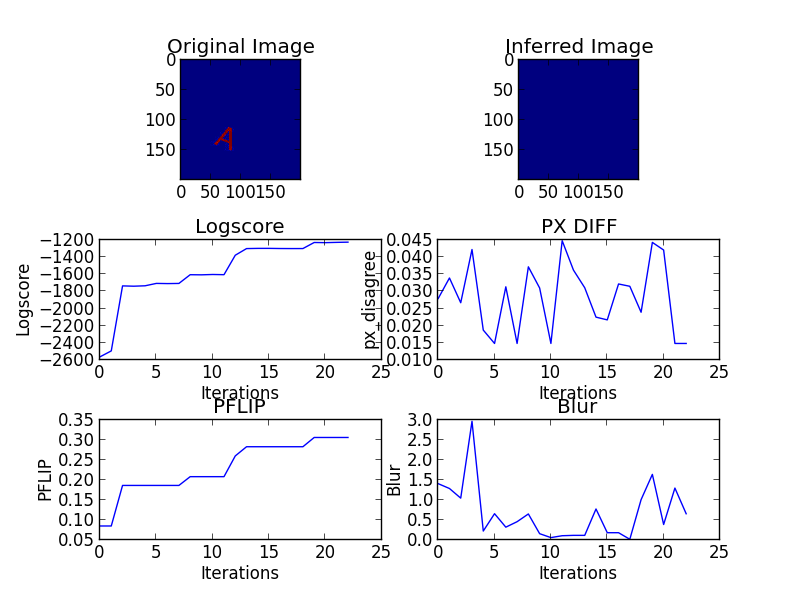 Original Image
Inferred Image
0
50
100
150
A
0 50 100 150
0
50
100
150
0 50 100 150
Logscore
PX DIFF
Logscore
−1200
−1400
−1600
−1800
−2000
−2200
−2400
−2600
0 5 10 15 20 25
Iterations
px_disagree
0.045
0.040
0.035
0.030
0.025
0.020
0.015
0.010
0 5 10 15 20 25
Iterations
PFLIP
Blur
PFLIP
0.35
0.30
0.25
0.20
0.15
0.10
0.05
0 5 10 15 20 25
Iterations
Blur
3.0
2.5
2.0
1.5
1.0
0.5
0.0
0 5 10 15 20 25
Iterations